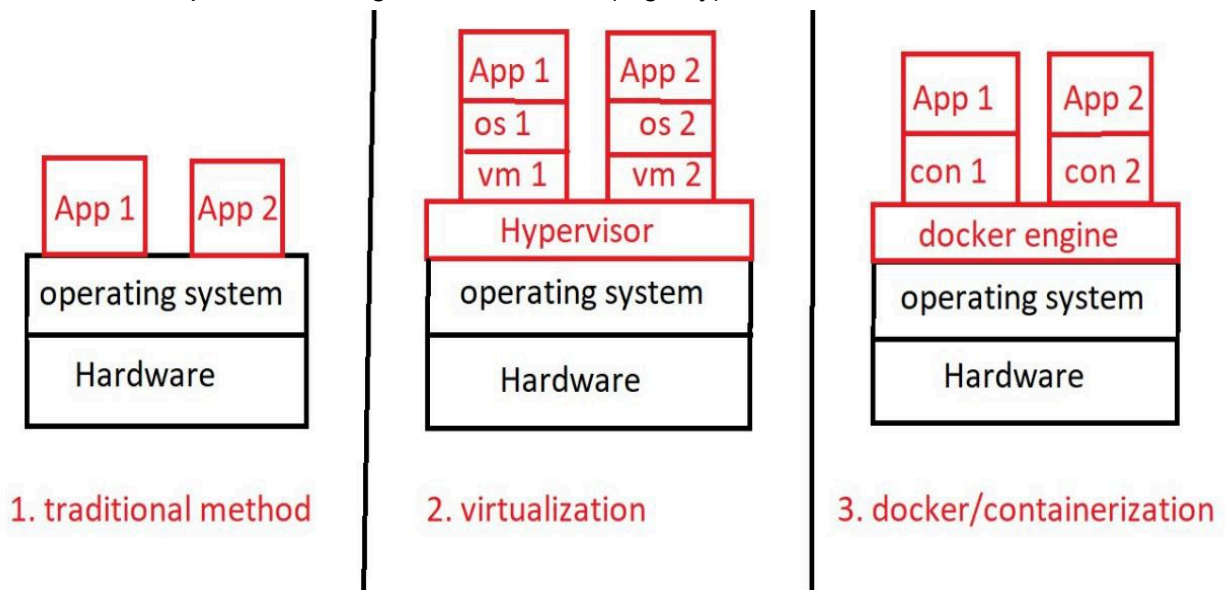 App 1
App 2
operating system
Hardware
1. traditional method
App 1
App 2
os 1
os 2
vm 1
vm 2
Hypervisor
operating system
Hardware
2. virtualization
App 1
App 2
con 1
con 2
docker engine
operating system
Hardware
3. docker/containerization